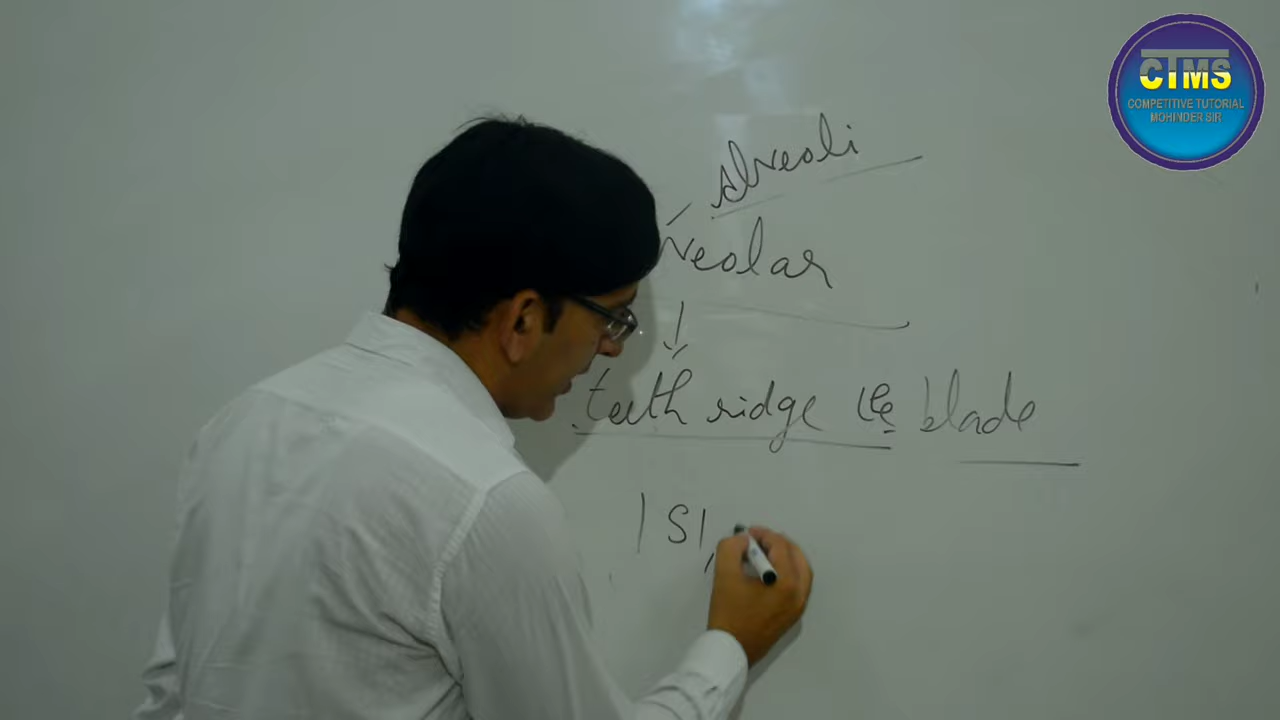 CTMS
COMPETITIVE TUTORIAL
MOHINDER SIR
alveoli
veolar
teeth ridge blade
/s/,